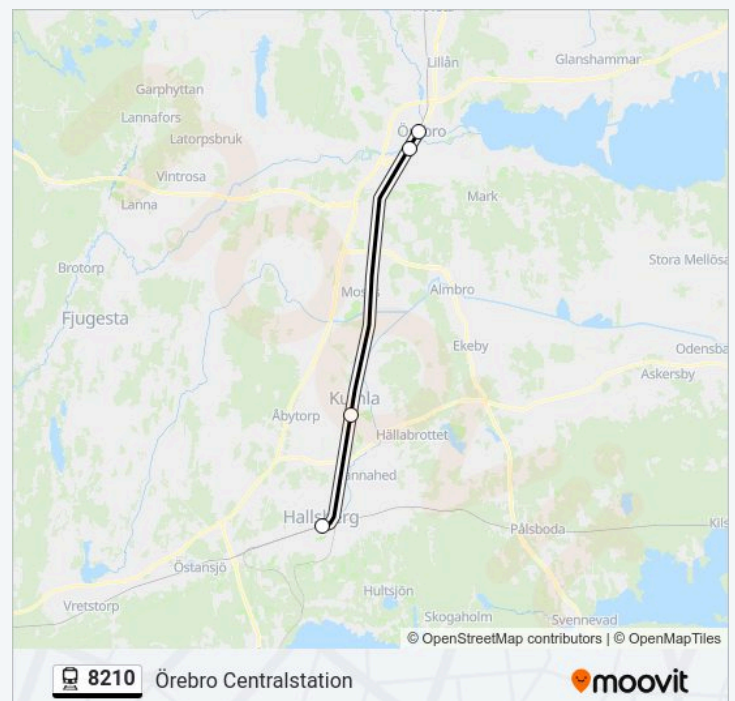 Lillån
Glanshammar
Garphyttan
Lannafors
Örebro
Latorpsbruk
Vintrosa
Mark
Lanna
Stora Mellösa
Brotorp
Almbro
Fjugesta
Ekeby
Odensba
Askersby
Kumla
Åbytorp
Hällabrottet
Hallsberg
Pålsboda
Kils
Östansjö
Hultsjön
Vretstorp
Skogaholm
Svennevad
© OpenStreetMap contributors | © OpenMapTiles
8210 Örebro Centralstation
moovit